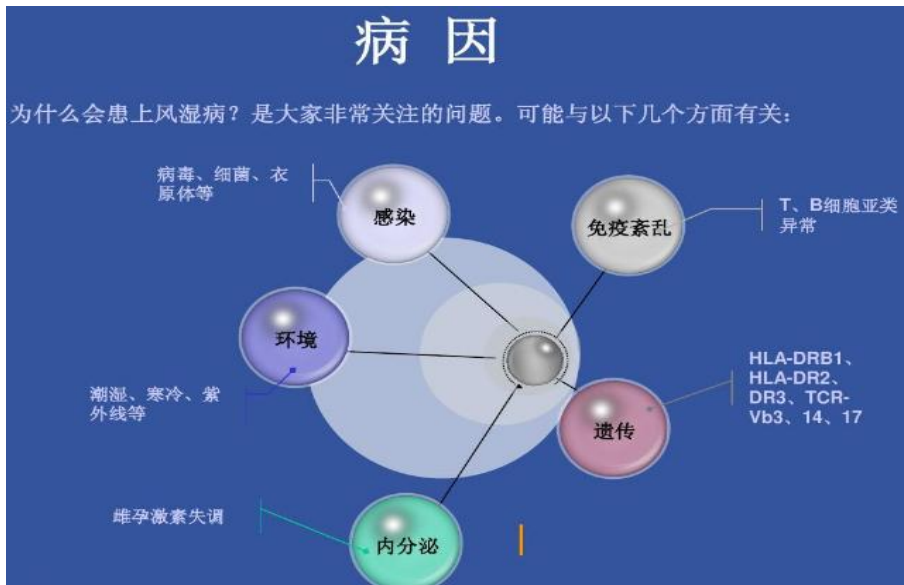 病因
为什么会患上风湿病？是大家非常关注的问题。可能与以下几个方面有关：
病毒、细菌、衣
原体等
感染
免疫紊乱
T、B细胞亚类
异常
环境
潮湿、寒冷、紫
外线等
HLA-DRB1、
HLA-DR2、
DR3、TCR-
Vb3、14、17
遗传
雌孕激素失调
内分泌